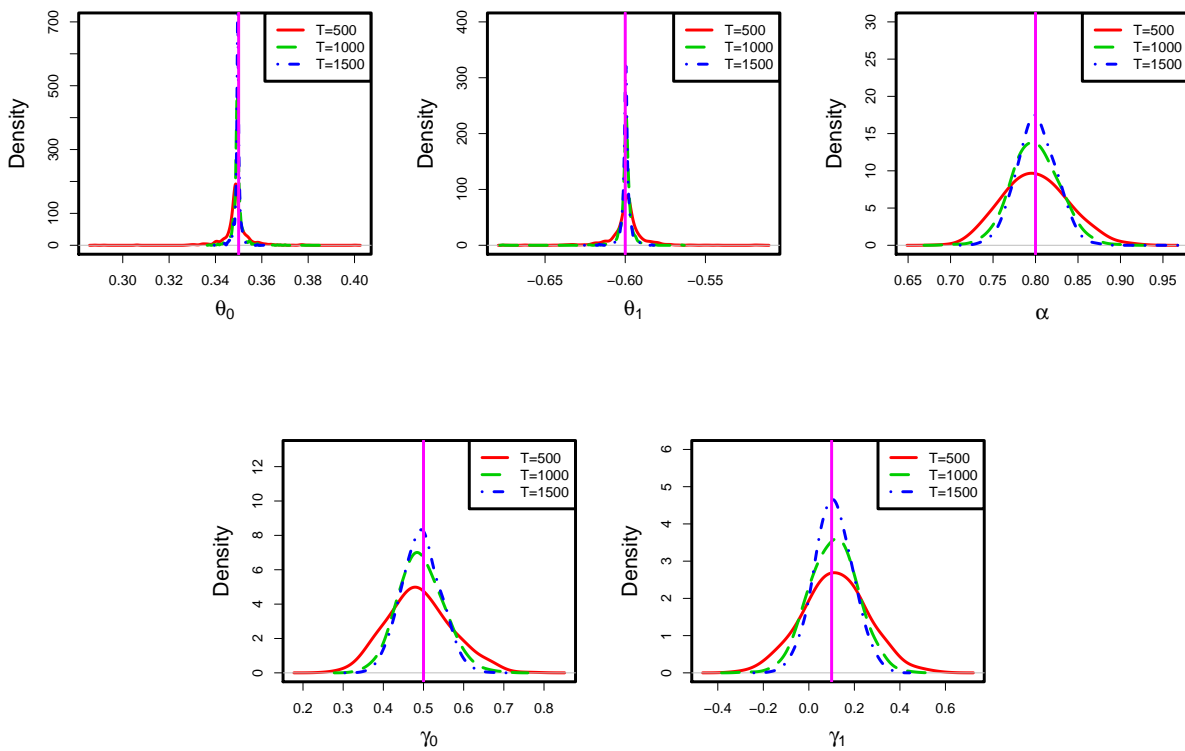 Density
0 100 300 500 700
0.30 0.32 0.34 0.36 0.38 0.40
θ0
T=500
T=1000
T=1500
Density
0 100 200 300 400
−0.65 −0.60 −0.55
θ1
T=500
T=1000
T=1500
Density
0 5 10 15 20 25 30
0.65 0.70 0.75 0.80 0.85 0.90 0.95
α
T=500
T=1000
T=1500
Density
0 2 4 6 8 10 12
0.2 0.3 0.4 0.5 0.6 0.7 0.8
γ0
T=500
T=1000
T=1500
Density
0 1 2 3 4 5 6
−0.4 −0.2 0.0 0.2 0.4 0.6
γ1
T=500
T=1000
T=1500